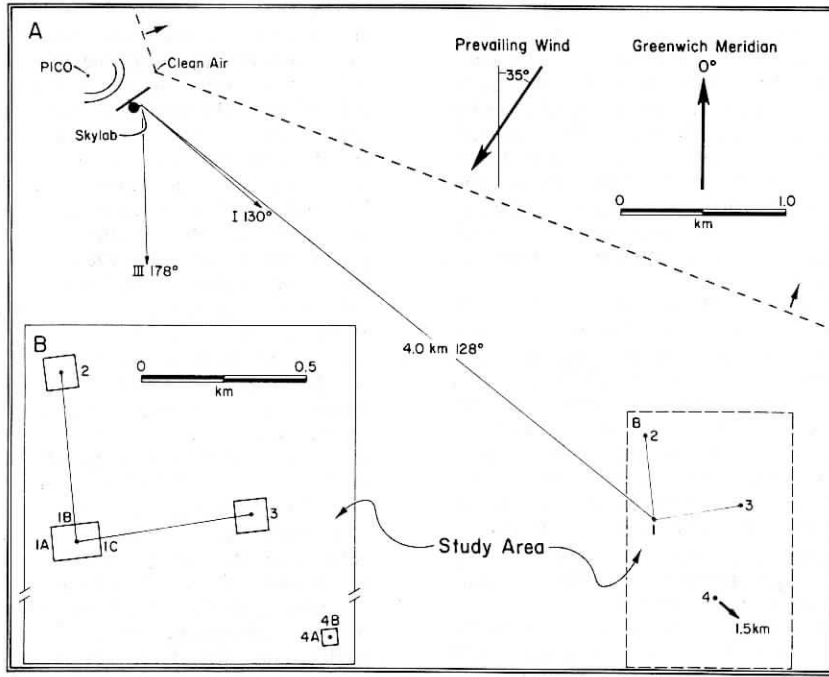 A
PICO
Clean Air
Skylab
Prevailing Wind
35°
Greenwich Meridian
0°
0 1.0
km
I 130°
III 178°
4.0 km 128°
B
0 0.5
km
2
1B
1A 1C
3
4B
4A
Study Area
B
2
3
1
4
1.5km